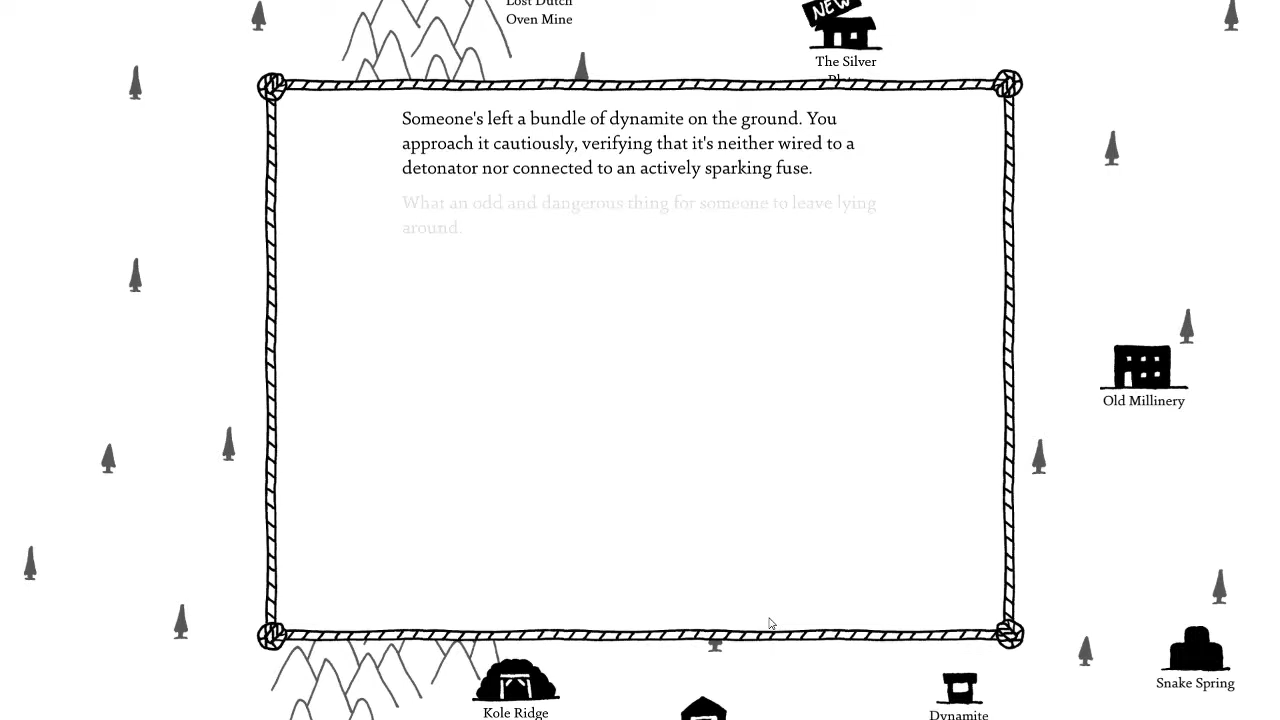 Lost Dutch
Oven Mine
NEW
The Silver
Someone's left a bundle of dynamite on the ground. You
approach it cautiously, verifying that it's neither wired to a
detonator nor connected to an actively sparking fuse.
What an odd and dangerous thing for someone to leave lying
around.
Old Millinery
Snake Spring
Kole Ridge
Dynamite